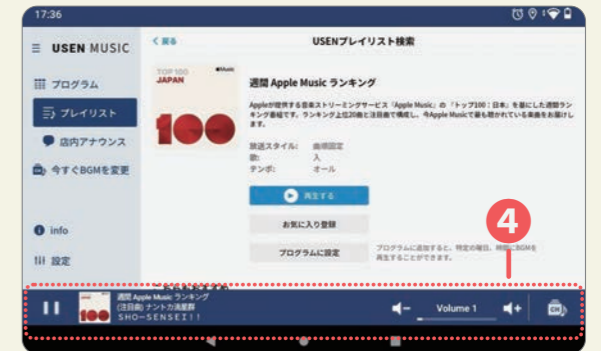 17:36
USEN MUSIC
プログラム
プレイリスト
店内アナウンス
今すぐBGMを変更
info
設定
< 戻る
USENプレイリスト検索
TOP 100
JAPAN
Music
100
週間 Apple Music ランキング
Appleが提供する音楽ストリーミングサービス「Apple Music」の「トップ100:日本」を基にした週間ラン
キング番組です。ランキング上位20曲と注目曲で構成し、今Apple Musicで最も聴かれている楽曲をお届けし
ます。
放送スタイル: 曲順固定
歌: 入
テンポ: オール
再生する
お気に入り登録
プログラムに設定
プログラムに追加すると、特定の曜日、時間にBGMを
再生することができます。
4
週間 Apple Music ランキング
(注目曲) ナントカ流星群
SHO-SENSEI!!
Volume 1
CH